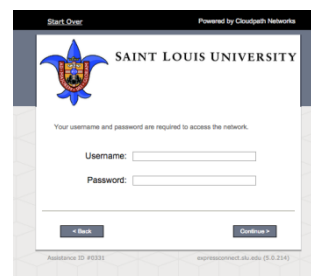 Start Over
Powered by Cloudpath Networks
SAINT LOUIS UNIVERSITY
Your username and password are required to access the network.
Username:
Password:
< Back
Continue >
Assistance ID #0331
expressconnect.slu.edu (5.0.214)